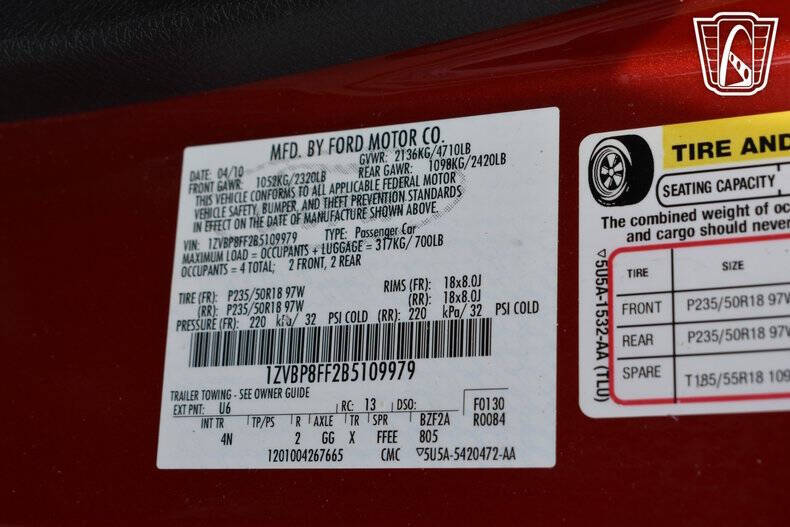 MFD. BY FORD MOTOR CO.
DATE: 04/10 GVWR: 2136KG/4710LB
FRONT GAWR: 1052KG/2320LB REAR GAWR: 1098KG/2420LB
THIS VEHICLE CONFORMS TO ALL APPLICABLE FEDERAL MOTOR
VEHICLE SAFETY, BUMPER, AND THEFT PREVENTION STANDARDS
IN EFFECT ON THE DATE OF MANUFACTURE SHOWN ABOVE.
VIN: 1ZVBP8FF2B5109979 TYPE: Passenger Car
MAXIMUM LOAD = OCCUPANTS + LUGGAGE = 317KG/700LB
OCCUPANTS = 4 TOTAL; 2 FRONT, 2 REAR
TIRE (FR): P235/50R18 97W RIMS (FR): 18x8.0J
(RR): P235/50R18 97W (RR): 18x8.0J
PRESSURE (FR): 220 kPa/ 32 PSI COLD (RR): 220 kPa/ 32 PSI COLD
1ZVBP8FF2B5109979
TRAILER TOWING - SEE OWNER GUIDE
EXT PNT: U6 RC: 13 DSO: F0130
R0084
INT TR TP/PS R AXLE TR SPR BZF2A
4N 2 GG X FFEE 805
1201004267665 CMC ▽5U5A-5420472-AA
TIRE AND
SEATING CAPACITY
The combined weight of
and cargo should never
TIRE SIZE
FRONT P235/50R18 97W
REAR P235/50R18 97W
SPARE T185/55R18 109
▽5U5A-1532-AA (TLU)